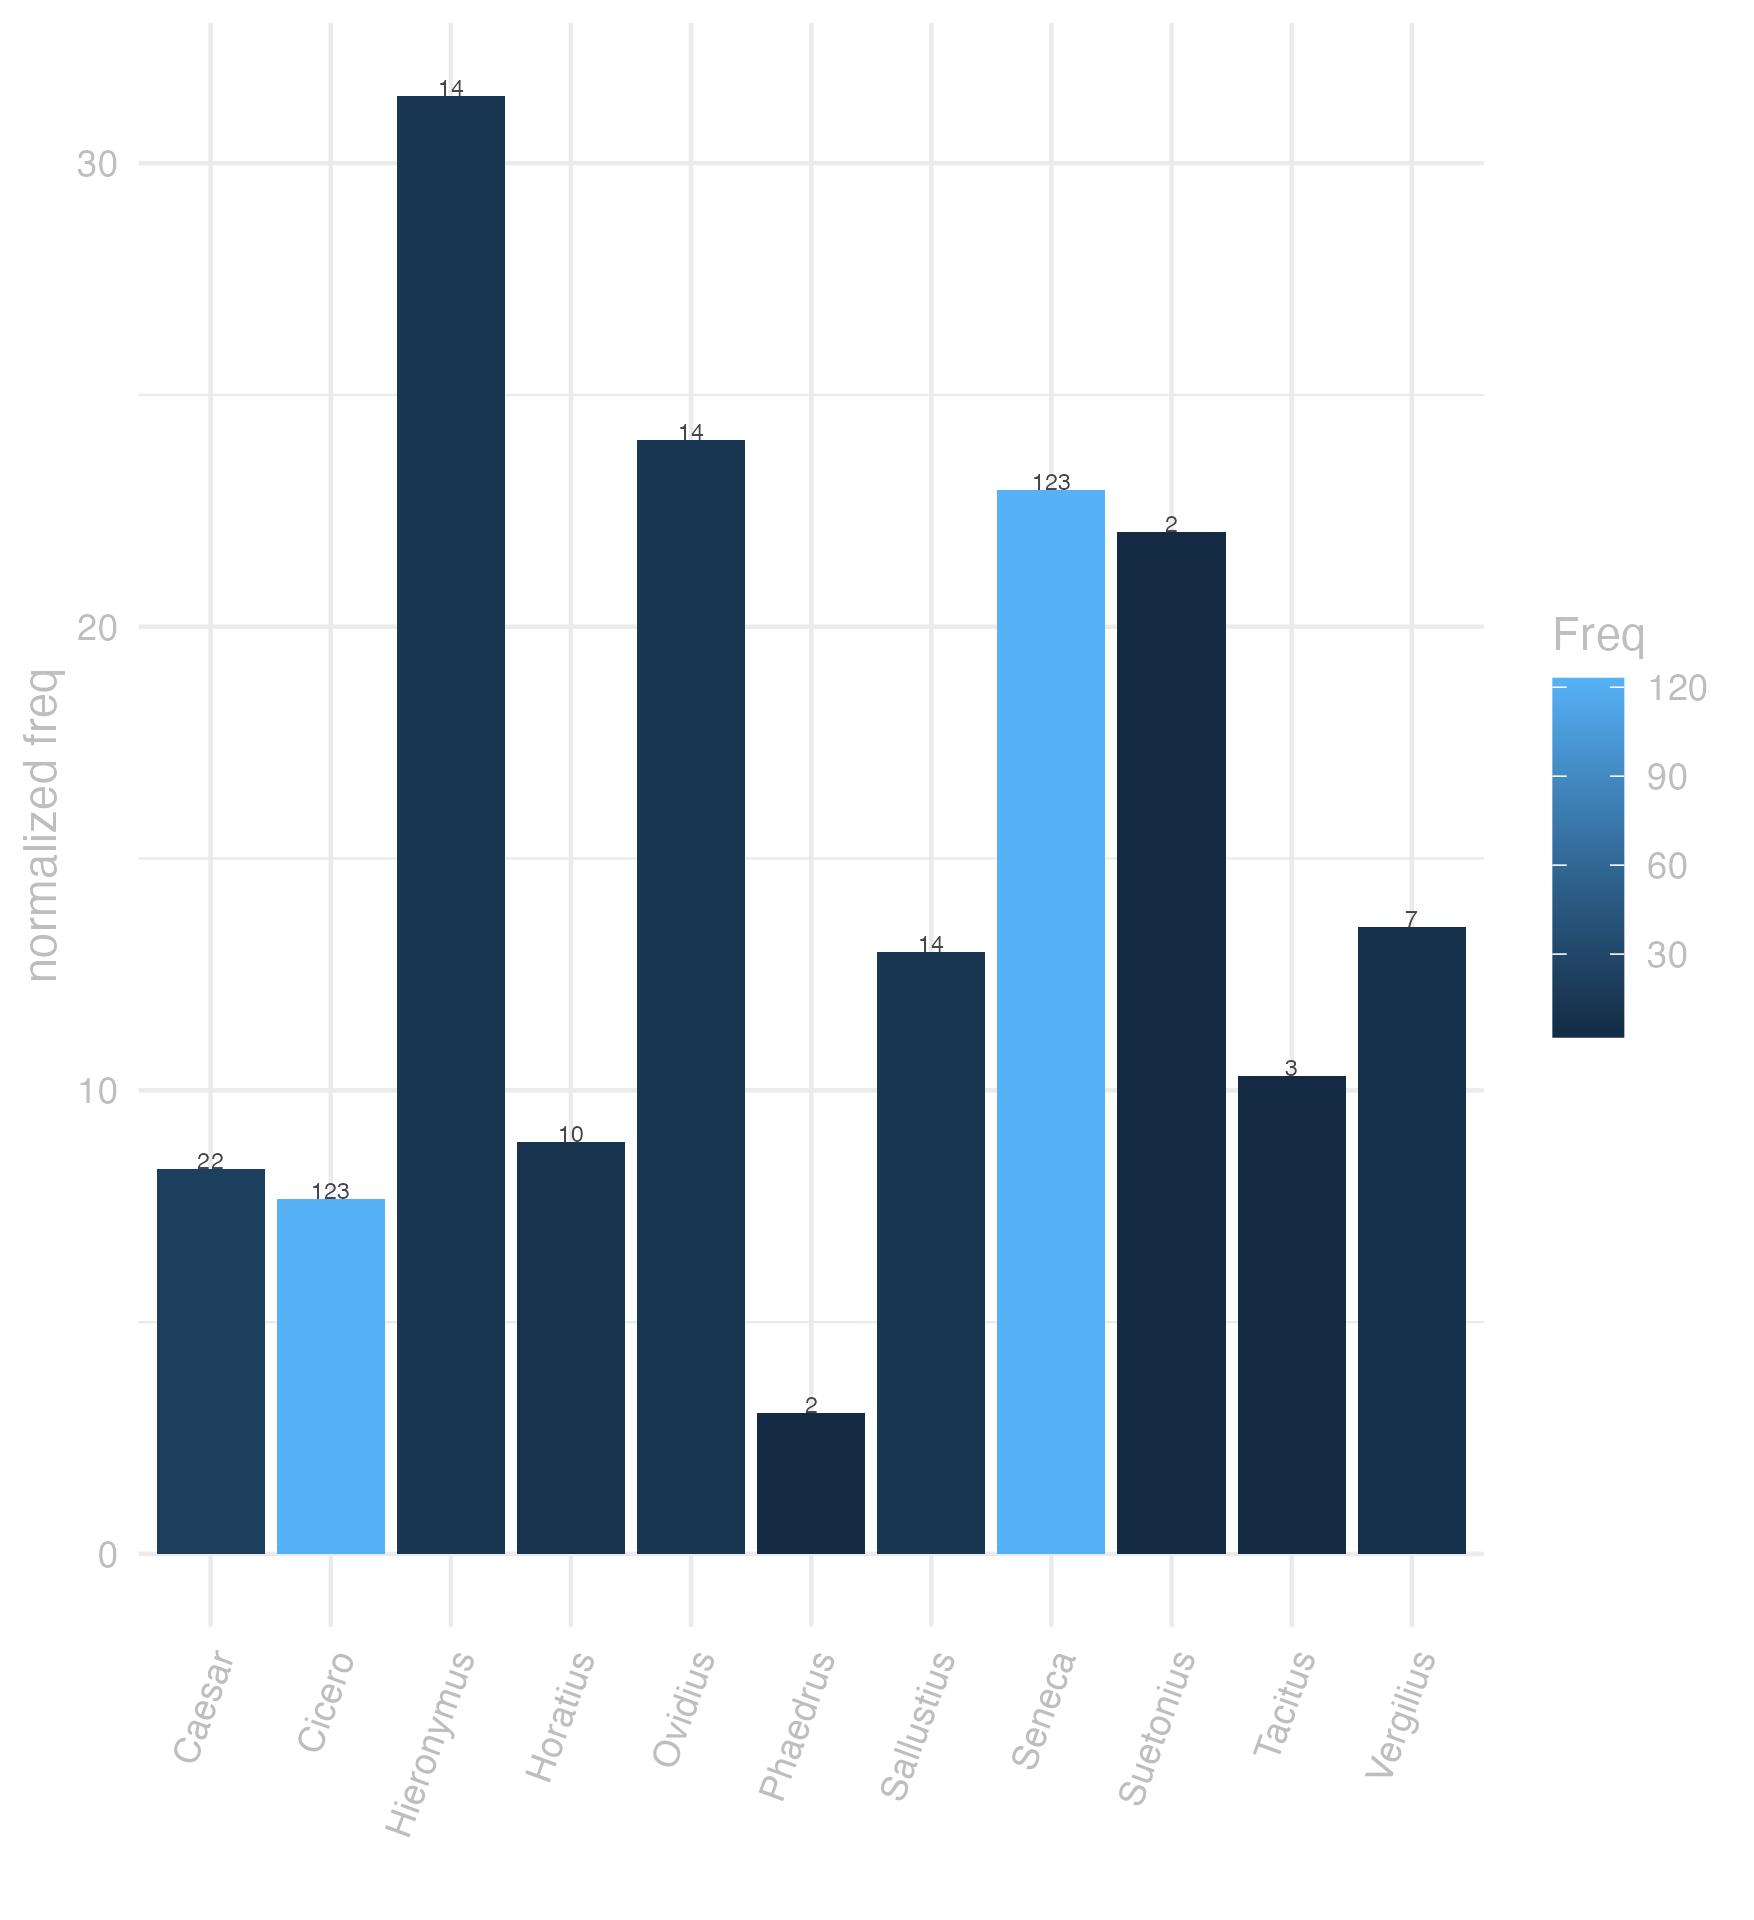 14
30
14
123
2
20
Freq
120
90
60
30
normalized freq
7
14
3
10
10
22
123
2
0
Caesar
Cicero
Hieronymus
Horatius
Ovidius
Phaedrus
Sallustius
Seneca
Suetonius
Tacitus
Vergilius